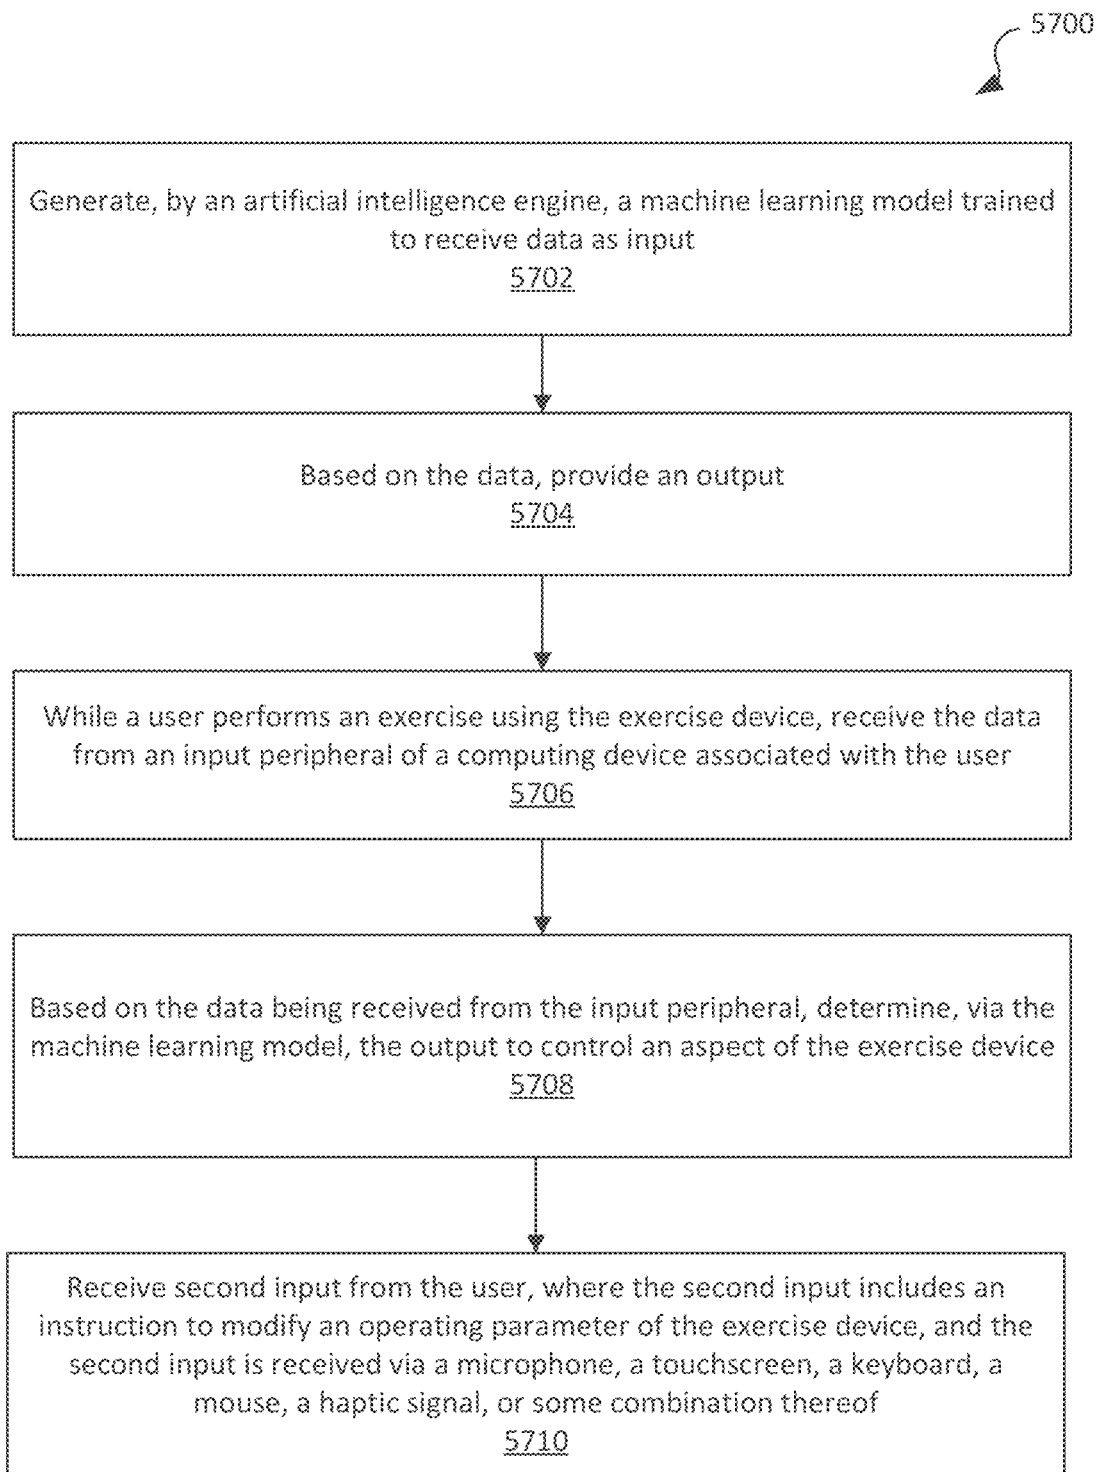 5700
Generate, by an artificial intelligence engine, a machine learning model trained
to receive data as input
5702
Based on the data, provide an output
5704
While a user performs an exercise using the exercise device, receive the data
from an input peripheral of a computing device associated with the user
5706
Based on the data being received from the input peripheral, determine, via the
machine learning model, the output to control an aspect of the exercise device
5708
Receive second input from the user, where the second input includes an
instruction to modify an operating parameter of the exercise device, and the
second input is received via a microphone, a touchscreen, a keyboard, a
mouse, a haptic signal, or some combination thereof
5710